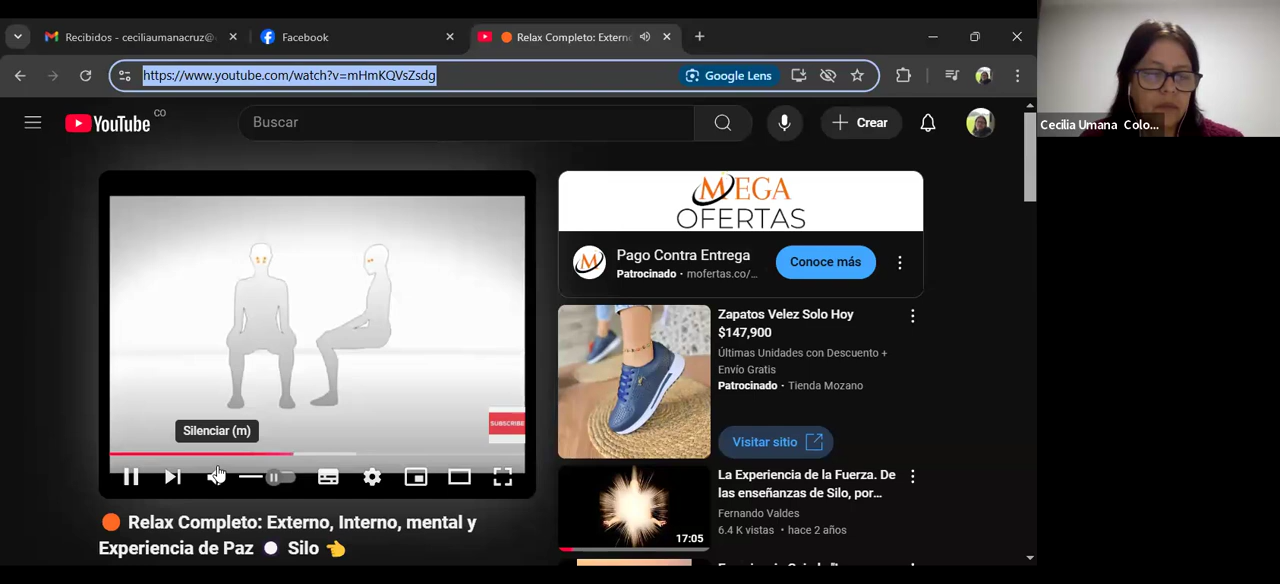 Recibidos - ceciliaumanacruz@
Facebook
Relax Completo: Extern
https://www.youtube.com/watch?v=mHmKQVsZsdg
Google Lens
YouTube CO
Buscar
Crear
Cecilia Umana Colo...
MEGA
OFERTAS
Pago Contra Entrega
Patrocinado · mofertas.co/...
Conoce más
Zapatos Velez Solo Hoy
$147,900
Últimas Unidades con Descuento +
Envío Gratis
Patrocinado · Tienda Mozano
Visitar sitio
SUBSCRIBE
Silenciar (m)
Relax Completo: Externo, Interno, mental y
Experiencia de Paz Silo
La Experiencia de la Fuerza. De
las enseñanzas de Silo, por...
Fernando Valdes
6.4 K vistas · hace 2 años
17:05